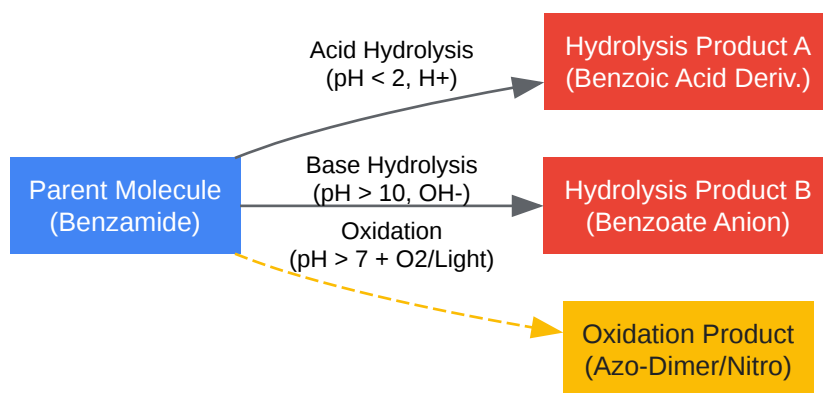 Acid Hydrolysis
(pH < 2, H+)
Hydrolysis Product A
(Benzoic Acid Deriv.)
Parent Molecule
(Benzamide)
Base Hydrolysis
(pH > 10, OH-)
Hydrolysis Product B
(Benzoate Anion)
Oxidation
(pH > 7 + O2/Light)
Oxidation Product
(Azo-Dimer/Nitro)